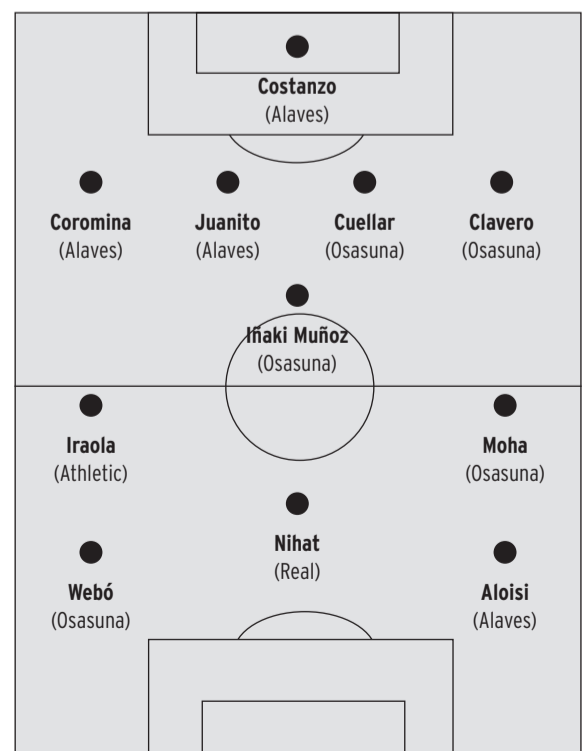 Costanzo
(Alaves)
Coromina
(Alaves)
Juanito
(Alaves)
Cuellar
(Osasuna)
Clavero
(Osasuna)
Iñaki Muñoz
(Osasuna)
Iraola
(Athletic)
Moha
(Osasuna)
Nihat
(Real)
Webó
(Osasuna)
Aloisi
(Alaves)